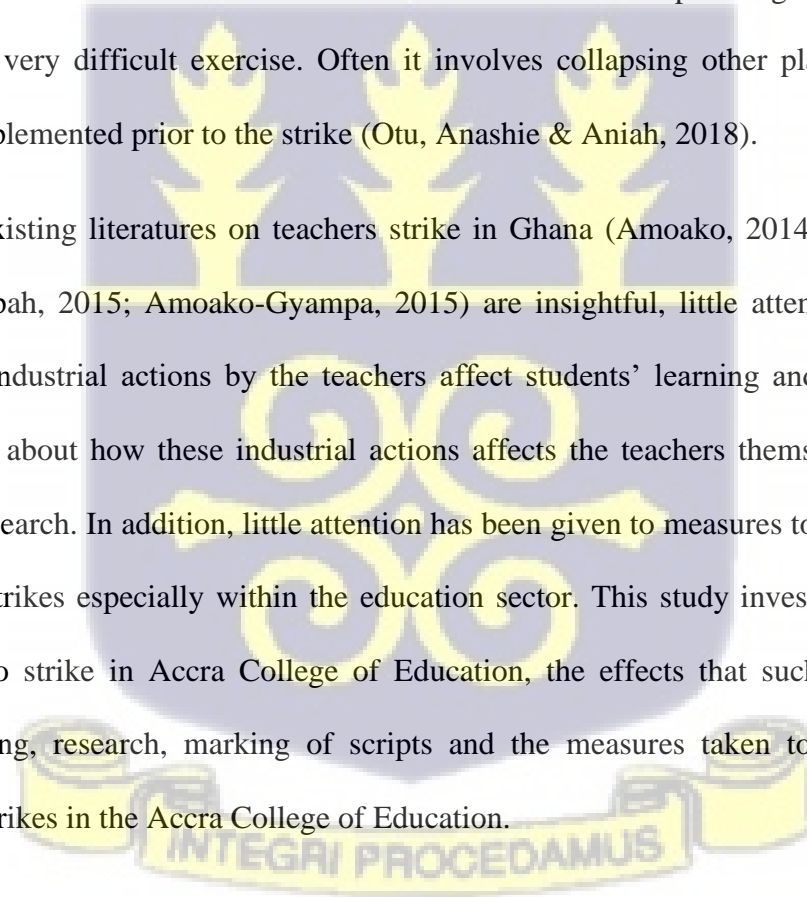 very difficult exercise. Often it involves collapsing other
plemented prior to the strike (Otu, Anashie & Aniah, 2018).
xisting literatures on teachers strike in Ghana (Amoako, 2014
bah, 2015; Amoako-Gyampa, 2015) are insightful, little atten
ndustrial actions by the teachers affect students’ learning and
about how these industrial actions affects the teachers thems
earch. In addition, little attention has been given to measures to
trikes especially within the education sector. This study inves
o strike in Accra College of Education, the effects that such
ng, research, marking of scripts and the measures taken to
rikes in the Accra College of Education.
INTEGRI PROCEDAMUS